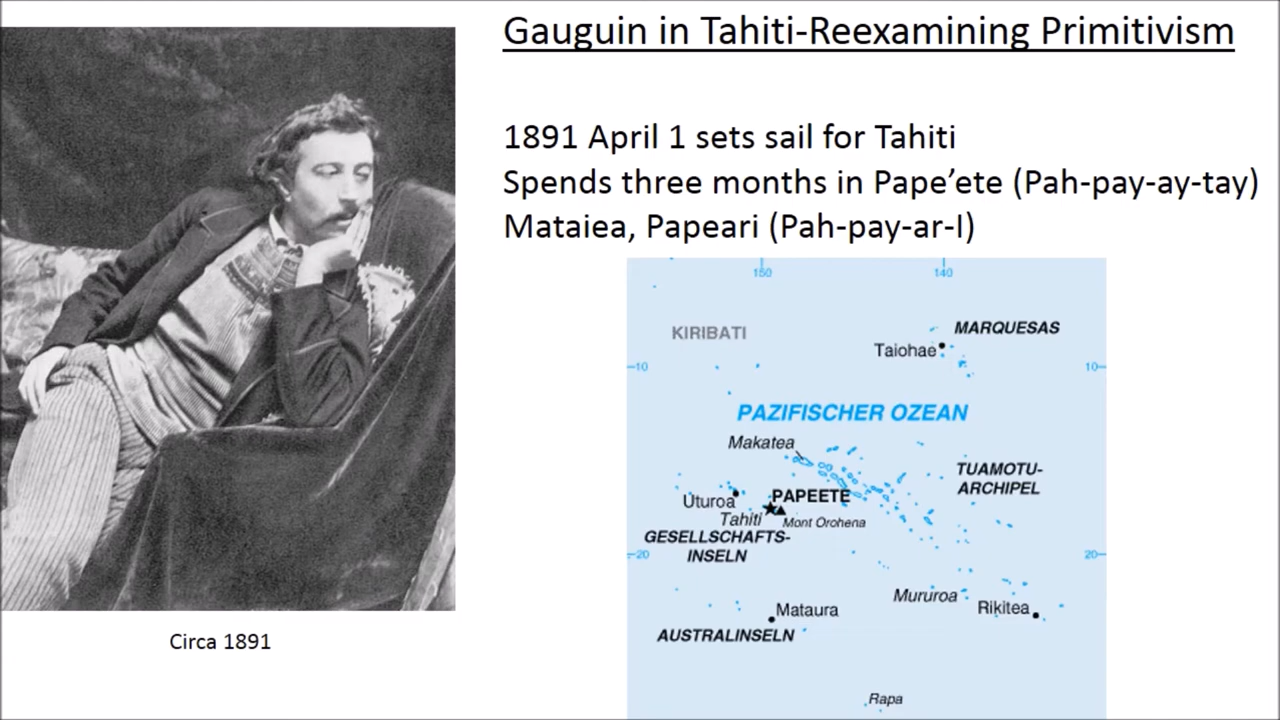 Gauguin in Tahiti-Reexamining Primitivism
1891 April 1 sets sail for Tahiti
Spends three months in Pape’ete (Pah-pay-ay-tay)
Mataiea, Papeari (Pah-pay-ar-I)
150
140
KIRIBATI
MARQUESAS
Taiohae
10
10
PAZIFISCHER OZEAN
Makatea
TUAMOTU-
ARCHIPEL
Uturoa
PAPEETE
Tahiti
Mont Orohena
GESELLSCHAFTS-
INSELN
20
20
Mururoa
Rikitea
Mataura
AUSTRALINSELN
Rapa
Circa 1891